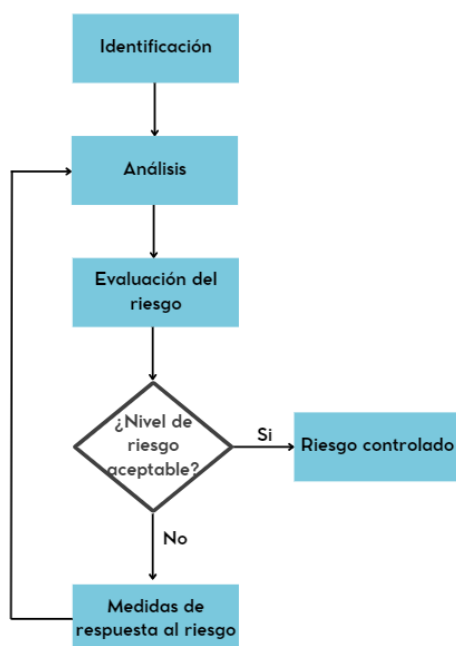 Identificación
Análisis
Evaluación del
riesgo
¿Nivel de
riesgo
aceptable?
Si
Riesgo controlado
No
Medidas de
respuesta al riesgo